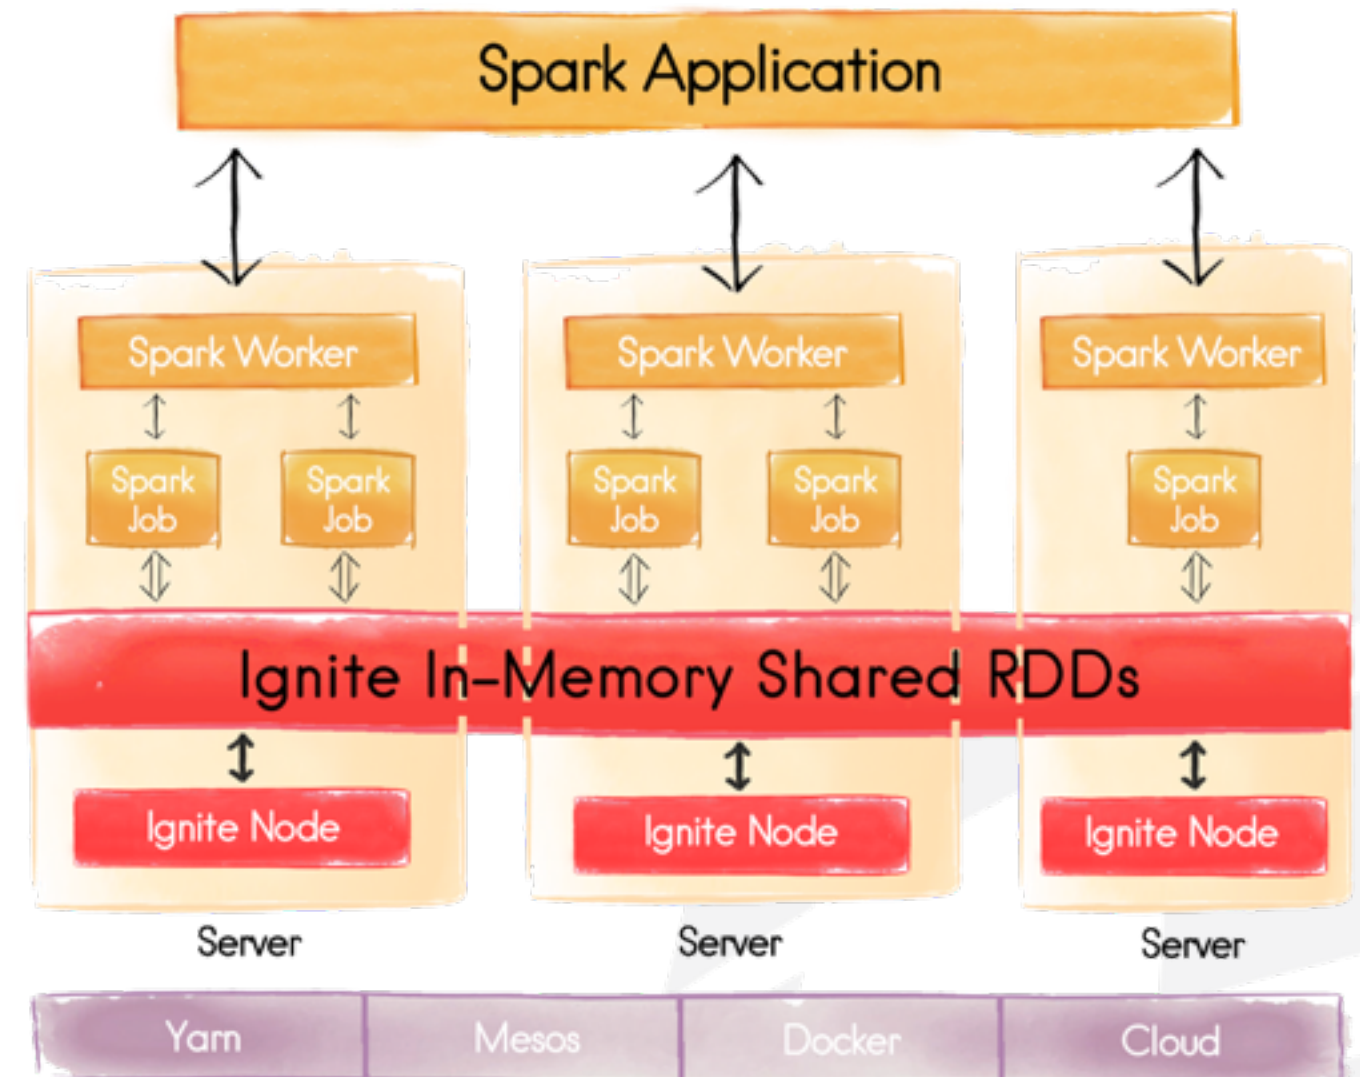 Spark Application
Spark Worker
Spark Worker
Spark Worker
Spark
Job
Spark
Job
Spark
Job
Spark
Job
Spark
Job
Ignite In-Memory Shared RDDs
Ignite Node
Ignite Node
Ignite Node
Server
Server
Server
Yarn
Mesos
Docker
Cloud